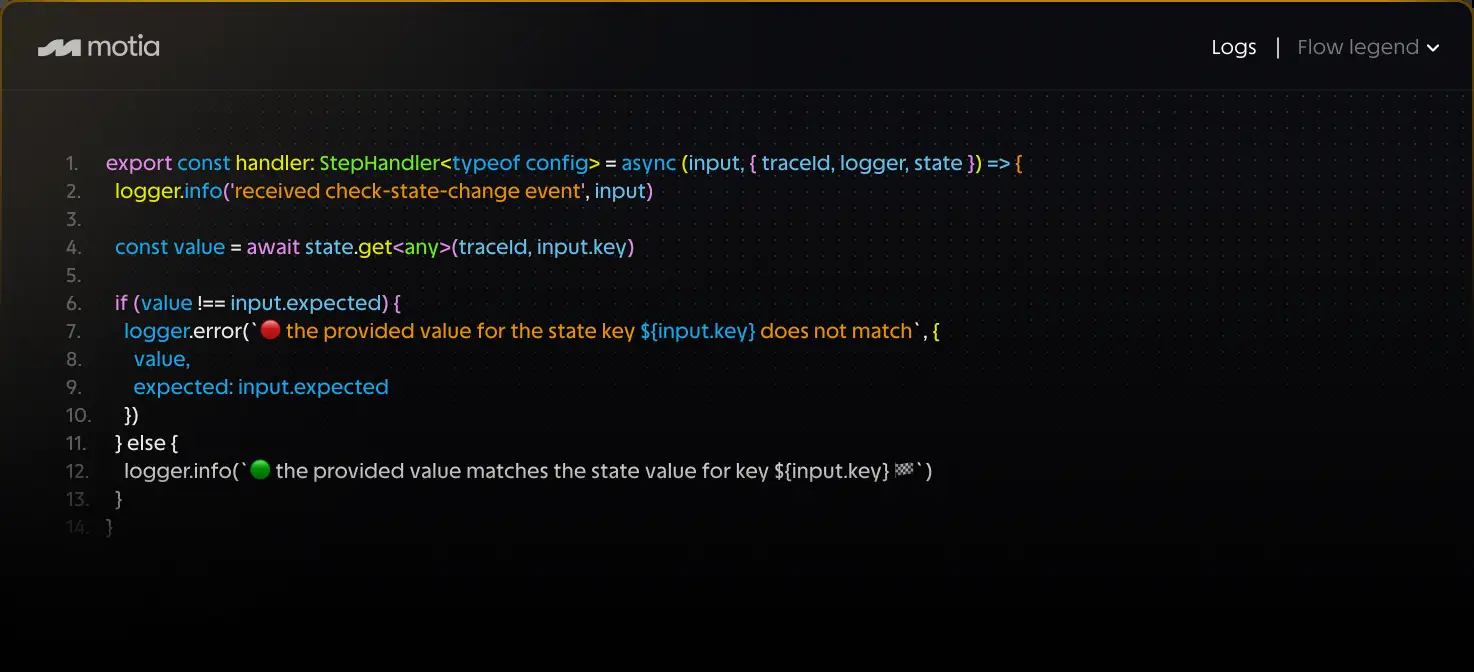 motia
Logs | Flow legend
1. export const handler: StepHandler<typeof config> = async (input, { traceId, logger, state }) => {
2. logger.info('received check-state-change event', input)
3.
4. const value = await state.get<any>(traceId, input.key)
5.
6. if (value !== input.expected) {
7. logger.error(`🔴 the provided value for the state key ${input.key} does not match`, {
8. value,
9. expected: input.expected
10. })
11. } else {
12. logger.info(`🟢 the provided value matches the state value for key ${input.key} 🏁`)
13. }
14. }